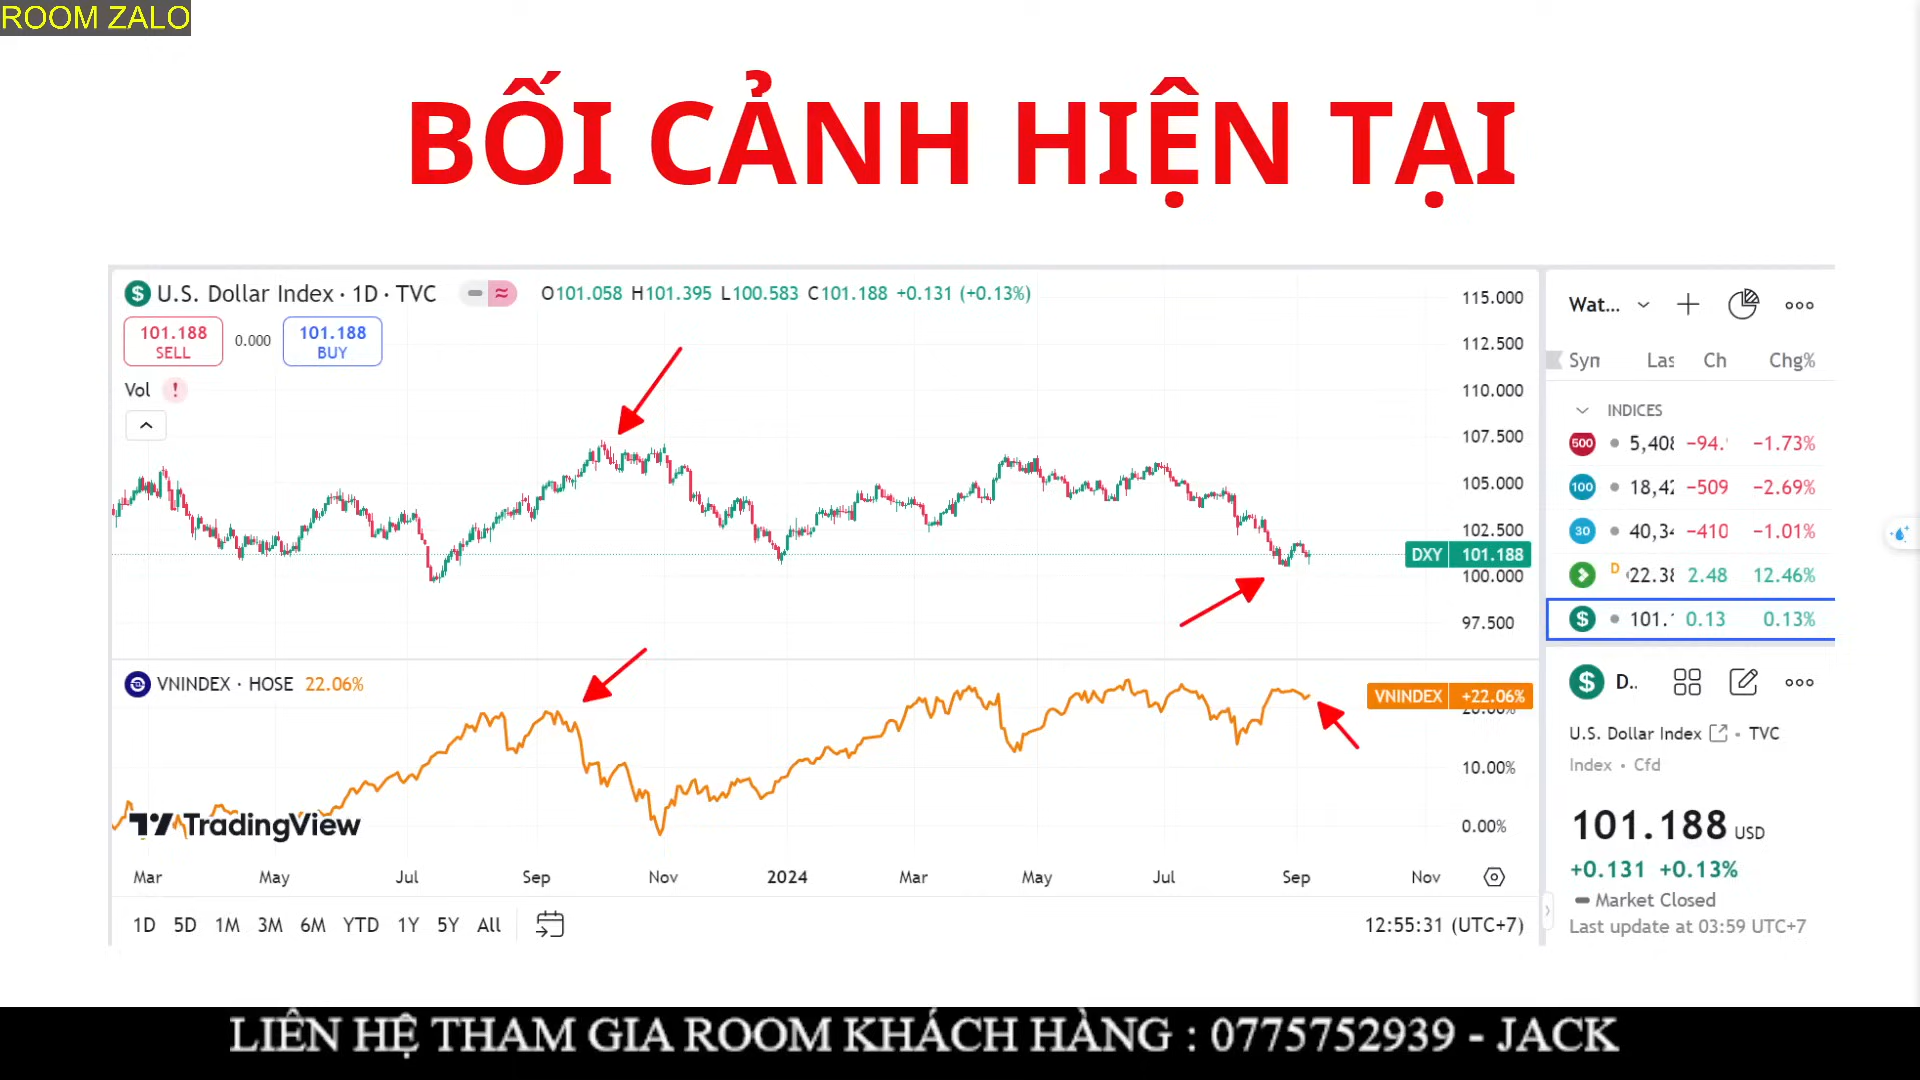 ROOM ZALO
BỐI CẢNH HIỆN TẠI
U.S. Dollar Index · 1D · TVC
O101.058 H101.395 L100.583 C101.188 +0.131 (+0.13%)
101.188
SELL
0.000
101.188
BUY
Vol
115.000
112.500
110.000
107.500
105.000
102.500
DXY 101.188
100.000
97.500
VNINDEX · HOSE 22.06%
VNINDEX +22.06%
10.00%
0.00%
TradingView
Mar May Jul Sep Nov 2024 Mar May Jul Sep Nov
1D 5D 1M 3M 6M YTD 1Y 5Y All
12:55:31 (UTC+7)
Wat...
Syn Las Ch Chg%
INDICES
500 5,408 −94. −1.73%
100 18,42 −509 −2.69%
30 40,34 −410 −1.01%
D 22.38 2.48 12.46%
$ 101. 0.13 0.13%
$ D..
U.S. Dollar Index • TVC
Index • Cfd
101.188 USD
+0.131 +0.13%
Market Closed
Last update at 03:59 UTC+7
LIÊN HỆ THAM GIA ROOM KHÁCH HÀNG : 0775752939 - JACK